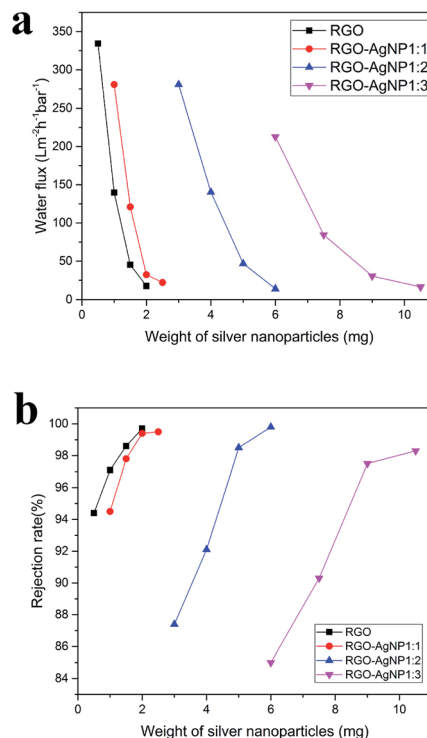 a
RGO
RGO-AgNP1:1
RGO-AgNP1:2
RGO-AgNP1:3
350
300
250
200
150
100
50
0
Water flux (Lm-2h-1bar-1)
0 2 4 6 8 10
Weight of silver nanoparticles (mg)
b
100
98
96
94
92
90
88
86
84
Rejection rate(%)
RGO
RGO-AgNP1:1
RGO-AgNP1:2
RGO-AgNP1:3
0 2 4 6 8 10
Weight of silver nanoparticles (mg)